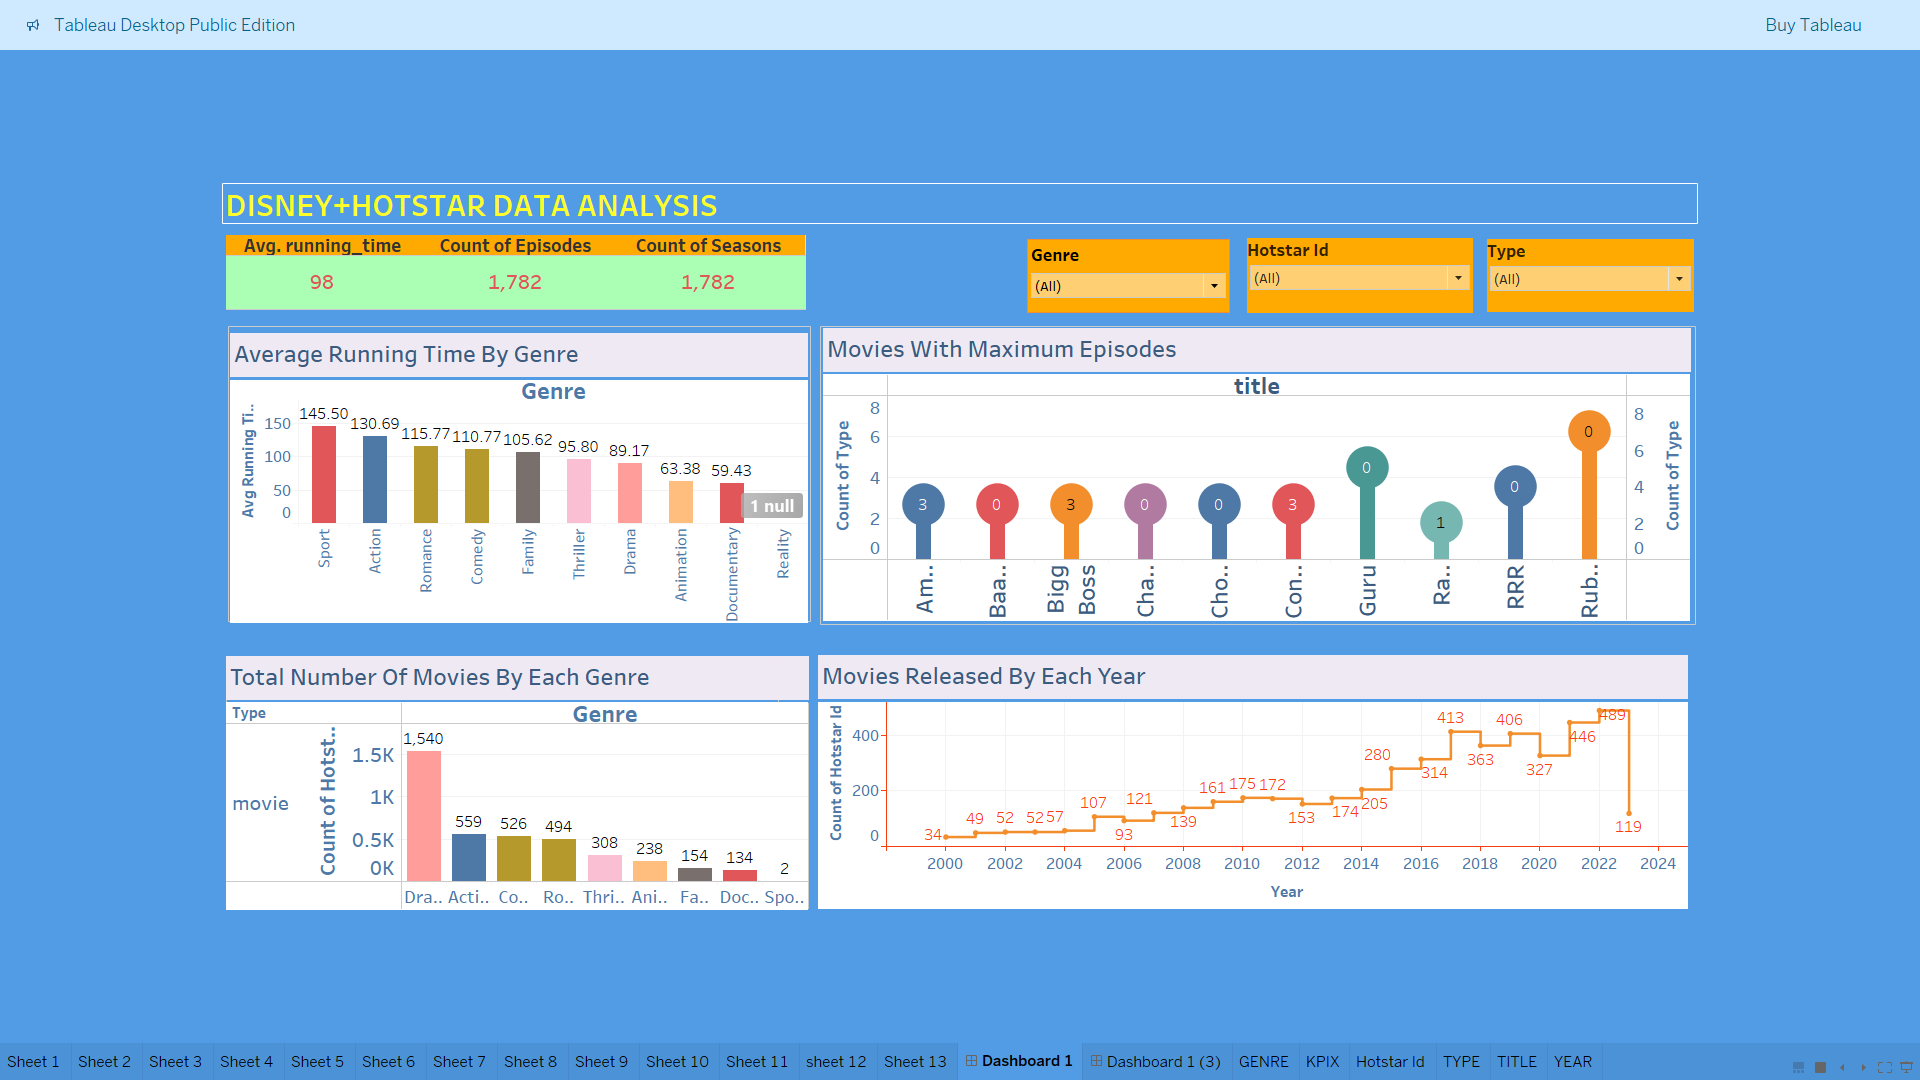 Tableau Desktop Public Edition
Buy Tableau
DISNEY+HOTSTAR DATA ANALYSIS
Avg. running_time Count of Episodes Count of Seasons
98 1,782 1,782
Genre
(All)
Hotstar Id
(All)
Type
(All)
Average Running Time By Genre
Genre
Avg Running Ti..
150
100
50
0
145.50 130.69 115.77 110.77 105.62 95.80 89.17 63.38 59.43
1 null
Sport Action Romance Comedy Family Thriller Drama Animation Documentary Reality
Movies With Maximum Episodes
title
Count of Type
8
6
4
2
0
3 0 3 0 0 3 0 1 0 0
8
6
4
2
0
Count of Type
Am.. Baa.. Bigg Boss Cha.. Cho.. Con.. Guru Ra.. RRR Rub..
Total Number Of Movies By Each Genre
Type
Genre
movie
Count of Hotst..
1.5K
1K
0.5K
0K
1,540 559 526 494 308 238 154 134 2
Dra.. Acti.. Co.. Ro.. Thri.. Ani.. Fa.. Doc.. Spo..
Movies Released By Each Year
Count of Hotstar Id
400
200
0
34 49 52 52 57 107 93 121 139 161 175 172 153 174 205 280 314 413 363 406 327 446 489 119
2000 2002 2004 2006 2008 2010 2012 2014 2016 2018 2020 2022 2024
Year
Sheet 1 Sheet 2 Sheet 3 Sheet 4 Sheet 5 Sheet 6 Sheet 7 Sheet 8 Sheet 9 Sheet 10 Sheet 11 sheet 12 Sheet 13 Dashboard 1 Dashboard 1 (3) GENRE KPIX Hotstar Id TYPE TITLE YEAR